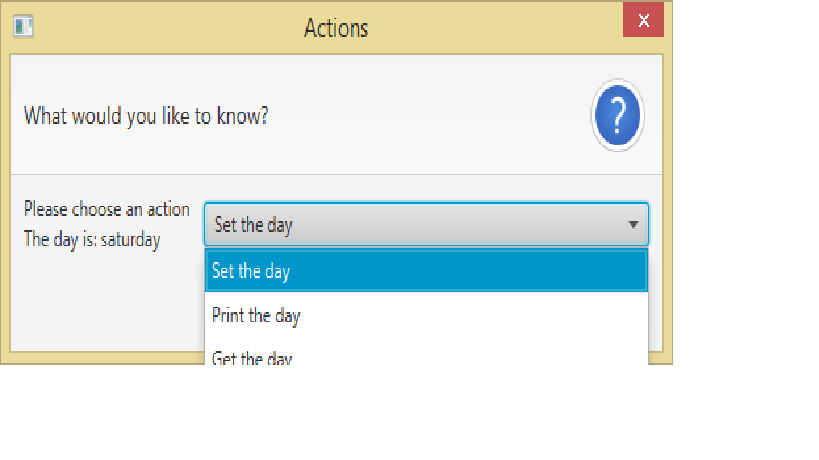 Actions
x
What would you like to know?
?
Please choose an action
The day is: saturday
Set the day
Set the day
Print the day
Get the day